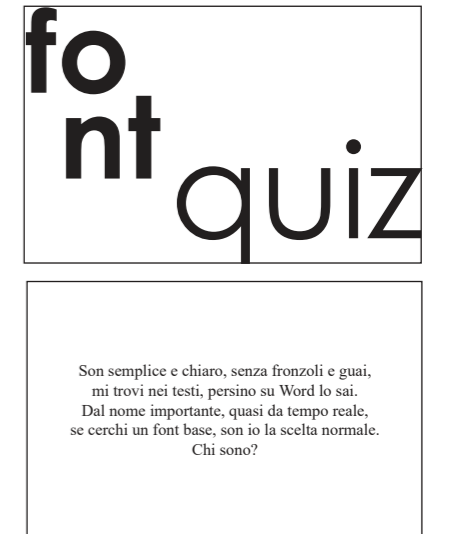 fo
nt
quiz
Son semplice e chiaro, senza fronzoli e guai,
mi trovi nei testi, persino su Word lo sai.
Dal nome importante, quasi da tempo reale,
se cerchi un font base, son io la scelta normale.
Chi sono?